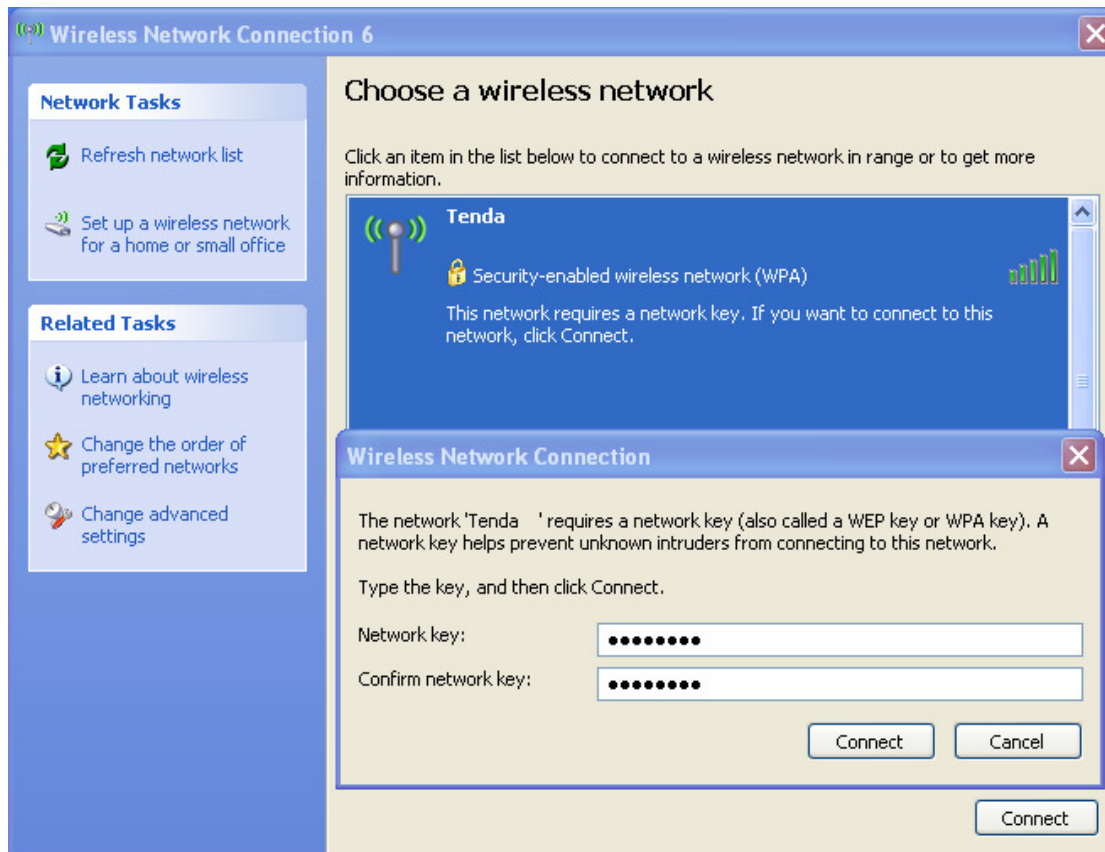 Wireless Network Connection 6
Network Tasks
Refresh network list
Set up a wireless network
for a home or small office
Related Tasks
Learn about wireless
networking
Change the order of
preferred networks
Change advanced
settings
Choose a wireless network
Click an item in the list below to connect to a wireless network in range or to get more
information.
Tenda
Security-enabled wireless network (WPA)
This network requires a network key. If you want to connect to this
network, click Connect.
Wireless Network Connection
The network 'Tenda ' requires a network key (also called a WEP key or WPA key). A
network key helps prevent unknown intruders from connecting to this network.
Type the key, and then click Connect.
Network key: ••••••••
Confirm network key: ••••••••
Connect Cancel
Connect